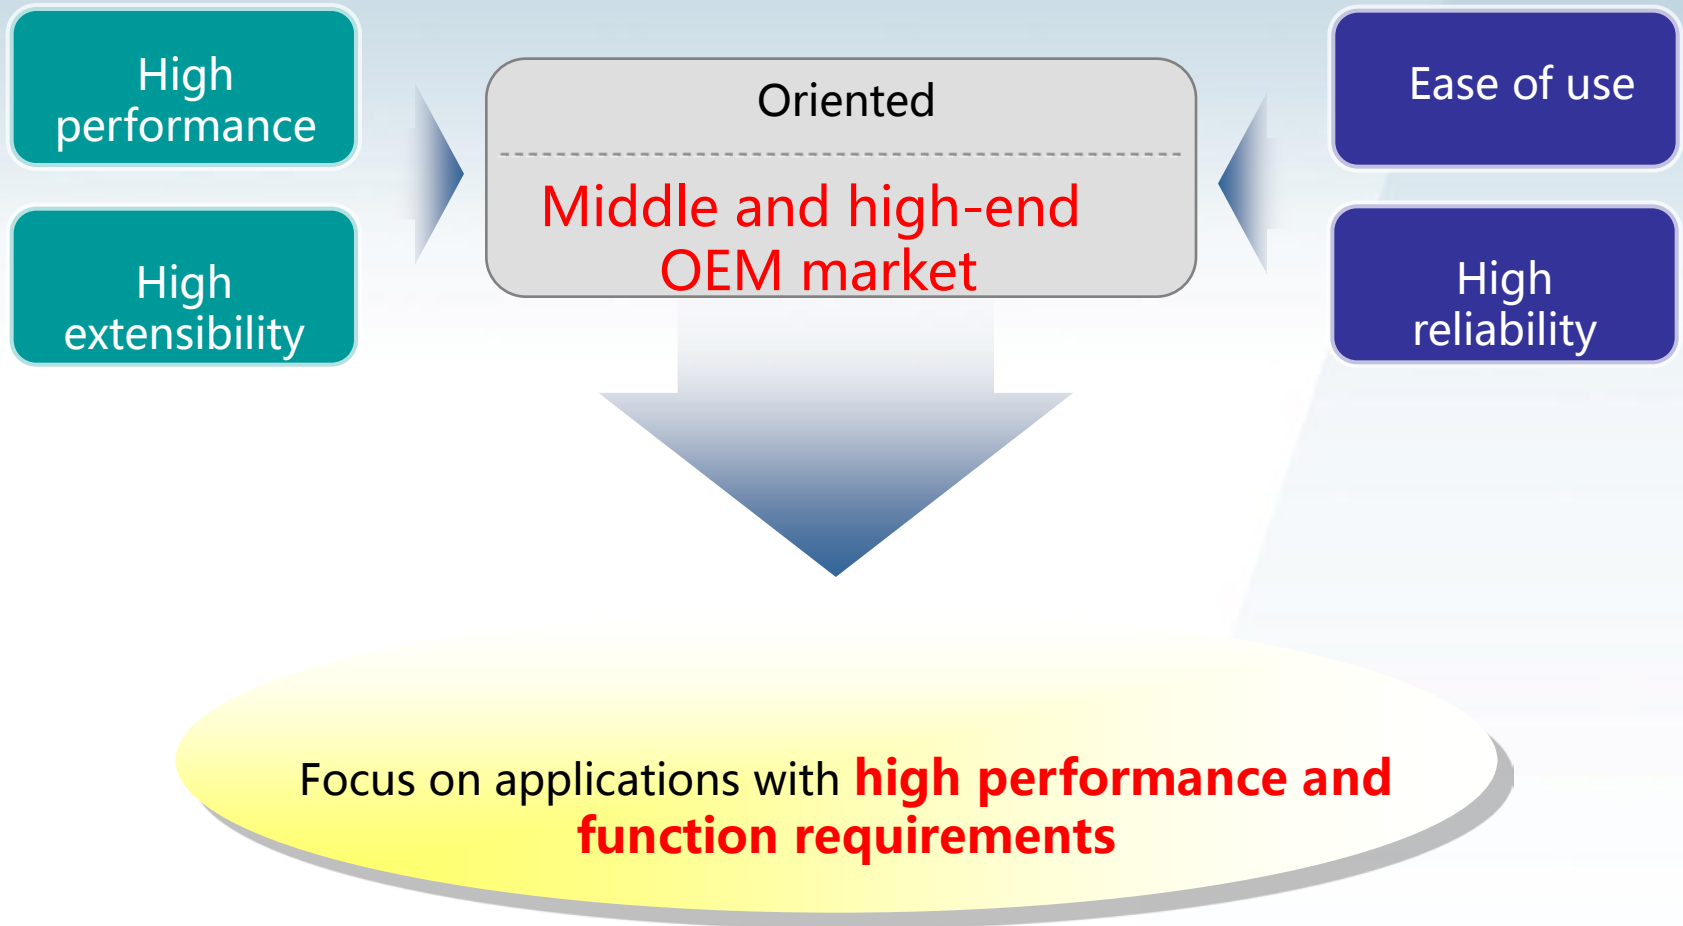 High
performance
High
extensibility
Oriented
Middle and high-end
OEM market
Ease of use
High
reliability
Focus on applications with high performance and
function requirements